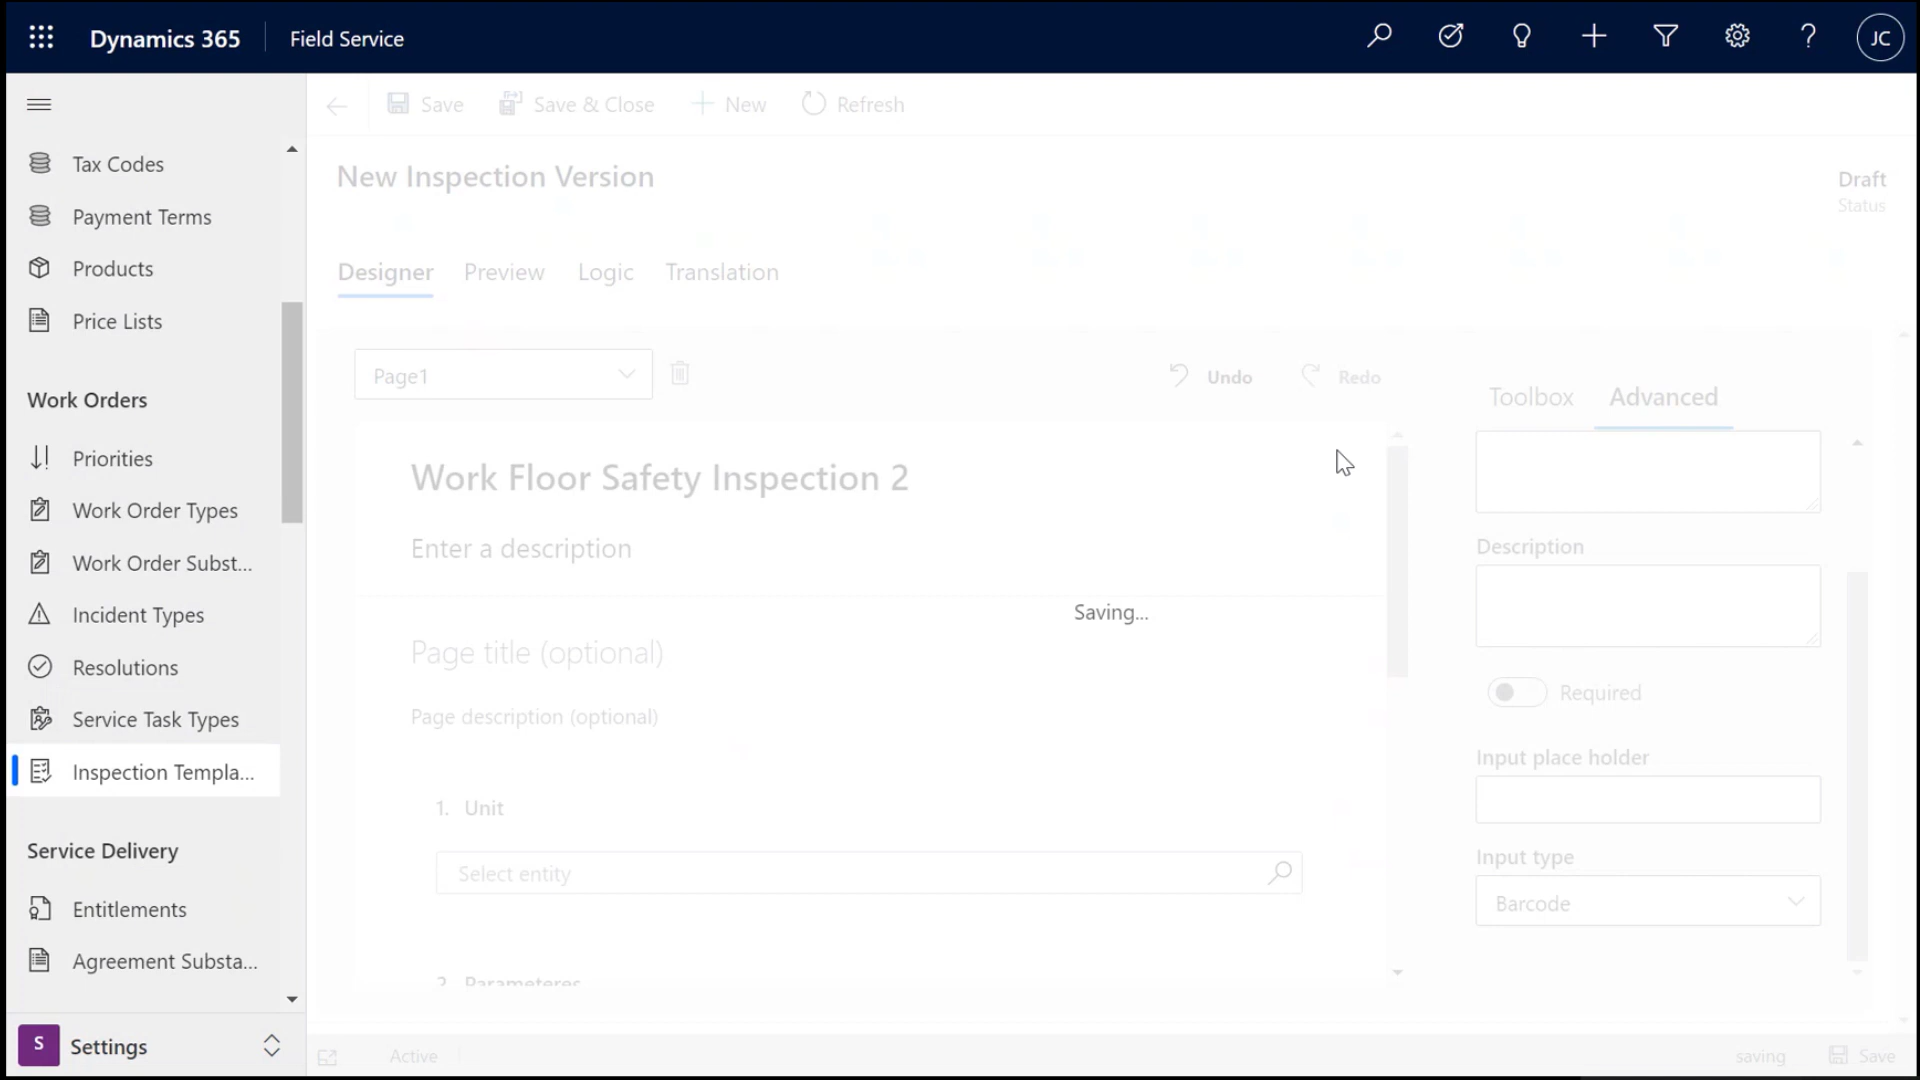 Dynamics 365
Field Service
JC
Save
Save & Close
New
Refresh
Tax Codes
Payment Terms
Products
Price Lists
Work Orders
Priorities
Work Order Types
Work Order Subst...
Incident Types
Resolutions
Service Task Types
Inspection Templa...
Service Delivery
Entitlements
Agreement Substa...
S
Settings
New Inspection Version
Draft
Status
Designer
Preview
Logic
Translation
Page1
Undo
Redo
Work Floor Safety Inspection 2
Enter a description
Saving...
Page title (optional)
Page description (optional)
1. Unit
Select entity
2. Parameteres
Toolbox
Advanced
Description
Required
Input place holder
Input type
Barcode
Active
saving
Save